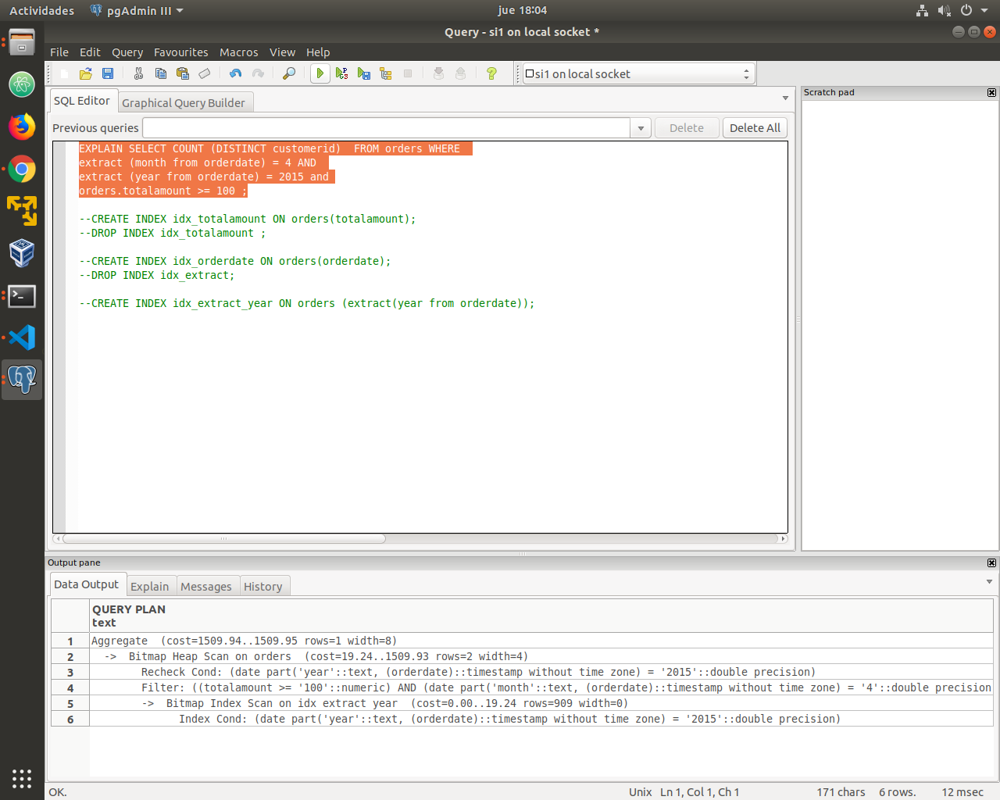 Actividades pgAdmin III jue 18:04
Query - si1 on local socket *
File Edit Query Favourites Macros View Help
si1 on local socket
SQL Editor Graphical Query Builder
Scratch pad
Previous queries Delete Delete All
EXPLAIN SELECT COUNT (DISTINCT customerid)  FROM orders WHERE
extract (month from orderdate) = 4 AND
extract (year from orderdate) = 2015 and
orders.totalamount >= 100 ;
--CREATE INDEX idx_totalamount ON orders(totalamount);
--DROP INDEX idx_totalamount ;
--CREATE INDEX idx_orderdate ON orders(orderdate);
--DROP INDEX idx_extract;
--CREATE INDEX idx_extract_year ON orders (extract(year from orderdate));
Output pane
Data Output Explain Messages History
QUERY PLAN
text
1 Aggregate  (cost=1509.94..1509.95 rows=1 width=8)
2 ->  Bitmap Heap Scan on orders  (cost=19.24..1509.93 rows=2 width=4)
3 Recheck Cond: (date part('year'::text, (orderdate)::timestamp without time zone) = '2015'::double precision)
4 Filter: ((totalamount >= '100'::numeric) AND (date part('month'::text, (orderdate)::timestamp without time zone) = '4'::double precision
5 ->  Bitmap Index Scan on idx extract year  (cost=0.00..19.24 rows=909 width=0)
6 Index Cond: (date part('year'::text, (orderdate)::timestamp without time zone) = '2015'::double precision)
OK. Unix Ln 1, Col 1, Ch 1 171 chars 6 rows. 12 msec